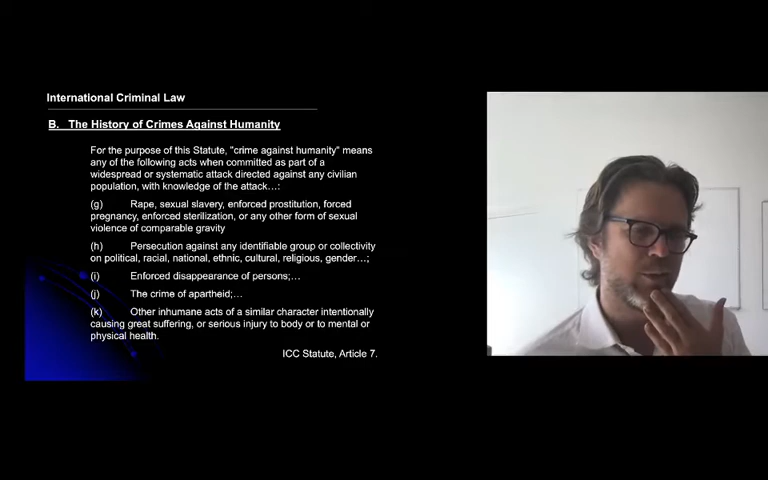 International Criminal Law
B. The History of Crimes Against Humanity
For the purpose of this Statute, "crime against humanity" means
any of the following acts when committed as part of a
widespread or systematic attack directed against any civilian
population, with knowledge of the attack…:
(g) Rape, sexual slavery, enforced prostitution, forced
pregnancy, enforced sterilization, or any other form of sexual
violence of comparable gravity
(h) Persecution against any identifiable group or collectivity
on political, racial, national, ethnic, cultural, religious, gender…;
(i) Enforced disappearance of persons;…
(j) The crime of apartheid;…
(k) Other inhumane acts of a similar character intentionally
causing great suffering, or serious injury to body or to mental or
physical health.
ICC Statute, Article 7.